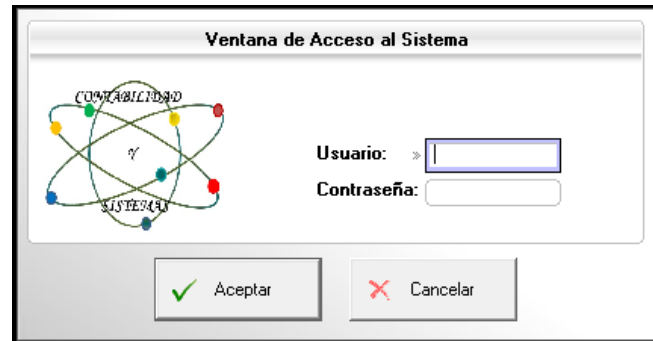 Ventana de Acceso al Sistema
CONTABILIDAD
Y
SISTEMAS
Usuario: »
Contraseña:
Aceptar
Cancelar